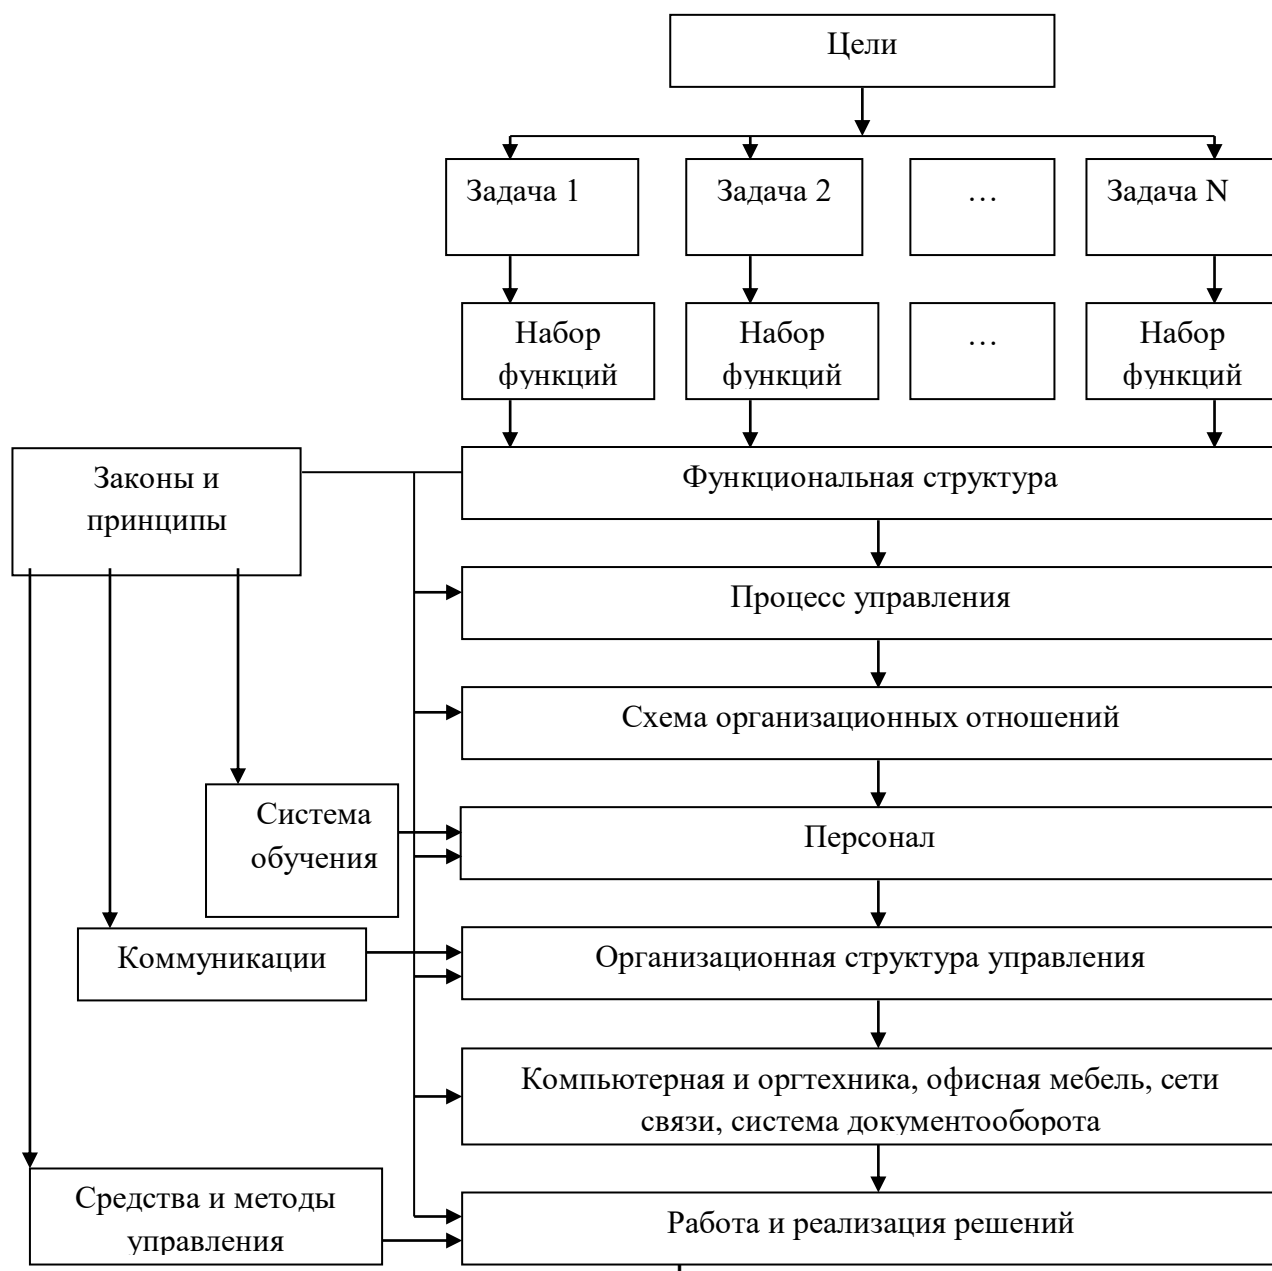 Цели
Задача 1
Задача 2
…
Задача N
Набор
функций
Набор
функций
…
Набор
функций
Законы и
принципы
Функциональная структура
Процесс управления
Схема организационных отношений
Система
обучения
Персонал
Коммуникации
Организационная структура управления
Компьютерная и оргтехника, офисная мебель, сети
связи, система документооборота
Средства и методы
управления
Работа и реализация решений